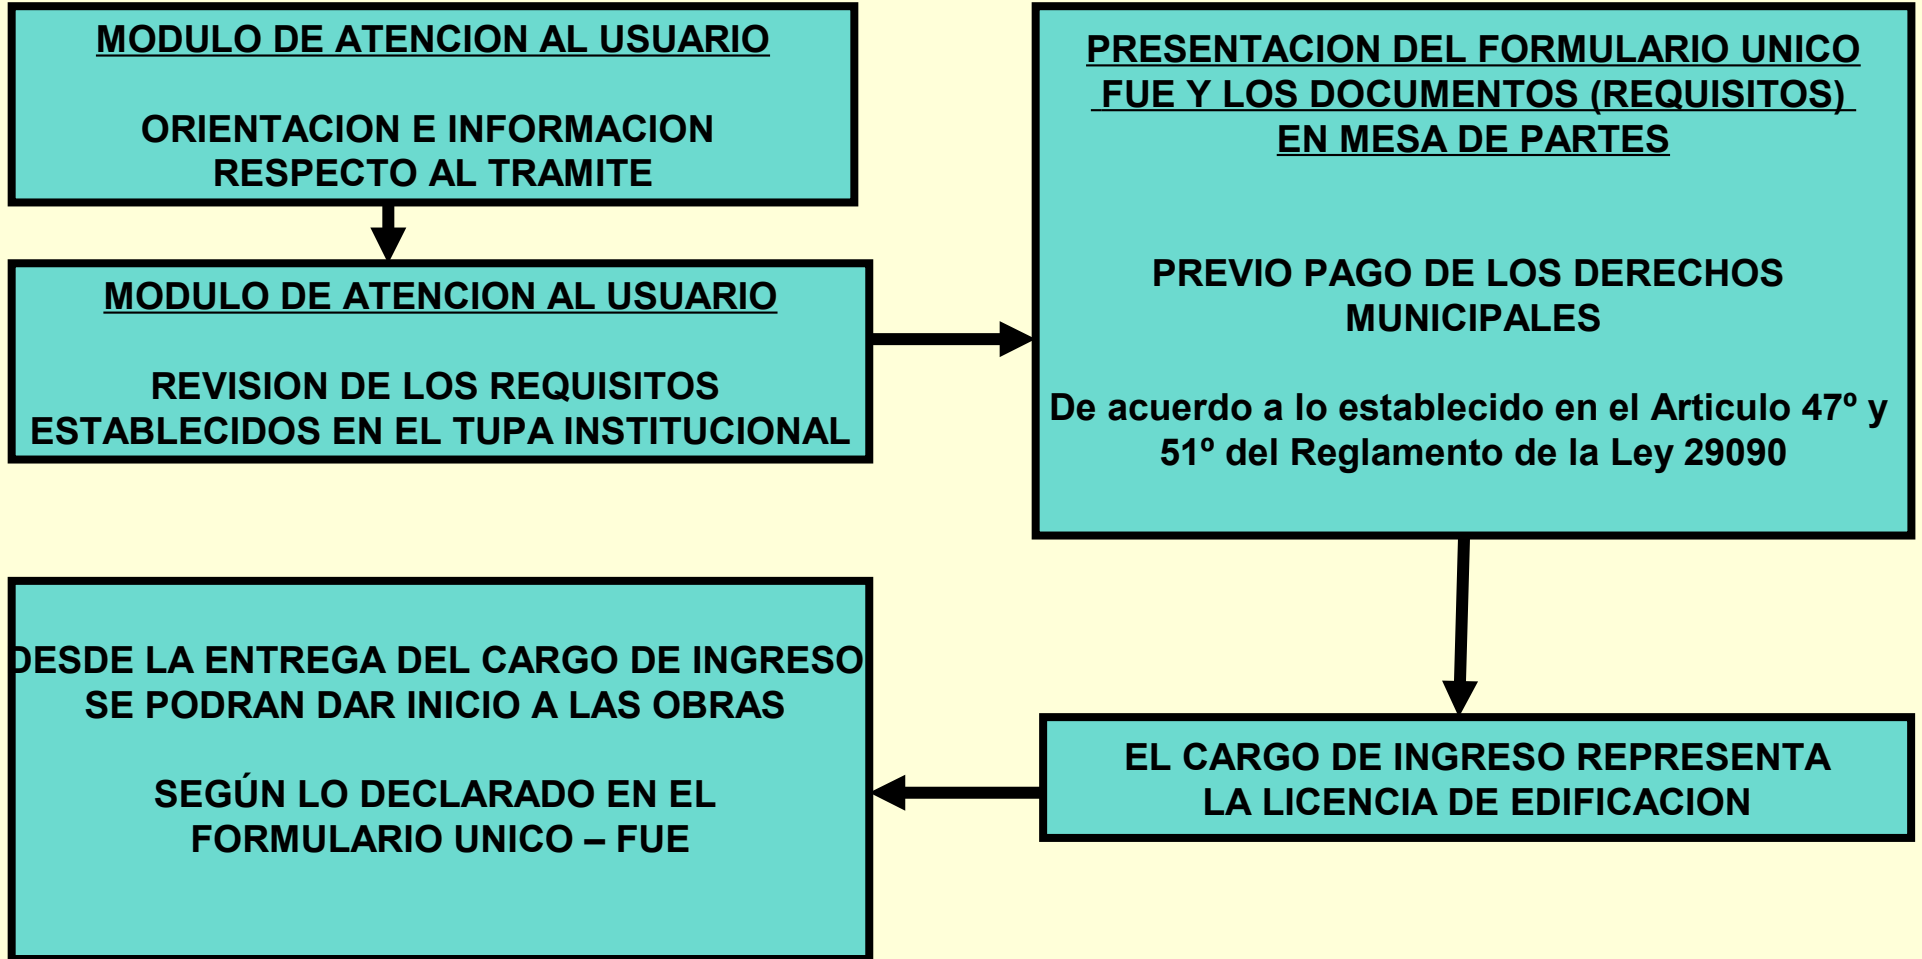 MODULO DE ATENCION AL USUARIO
ORIENTACION E INFORMACION
RESPECTO AL TRAMITE
MODULO DE ATENCION AL USUARIO
REVISION DE LOS REQUISITOS
ESTABLECIDOS EN EL TUPA INSTITUCIONAL
PRESENTACION DEL FORMULARIO UNICO
FUE Y LOS DOCUMENTOS (REQUISITOS)
EN MESA DE PARTES
PREVIO PAGO DE LOS DERECHOS
MUNICIPALES
De acuerdo a lo establecido en el Articulo 47º y
51º del Reglamento de la Ley 29090
EL CARGO DE INGRESO REPRESENTA
LA LICENCIA DE EDIFICACION
DESDE LA ENTREGA DEL CARGO DE INGRESO
SE PODRAN DAR INICIO A LAS OBRAS
SEGÚN LO DECLARADO EN EL
FORMULARIO UNICO – FUE